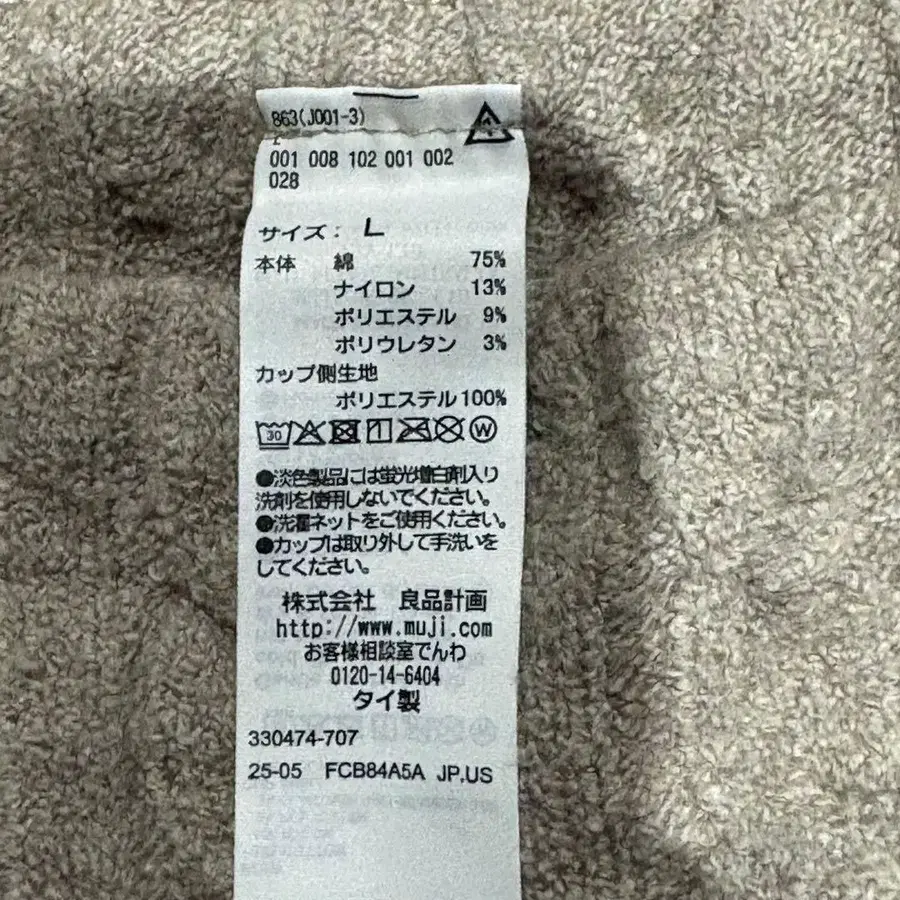 863(J001-3)
001 008 102 001 002
028
サイズ: L
本体 綿 75%
ナイロン 13%
ポリエステル 9%
ポリウレタン 3%
カップ側生地
ポリエステル 100%
30 W
●淡色製品には蛍光増白剤入り
洗剤を使用しないでください。
●洗濯ネットをご使用ください。
●カップは取り外して手洗いを
してください。
株式会社 良品計画
http://www.muji.com
お客様相談室でんわ
0120-14-6404
タイ製
330474-707
25-05 FCB84A5A JP,US